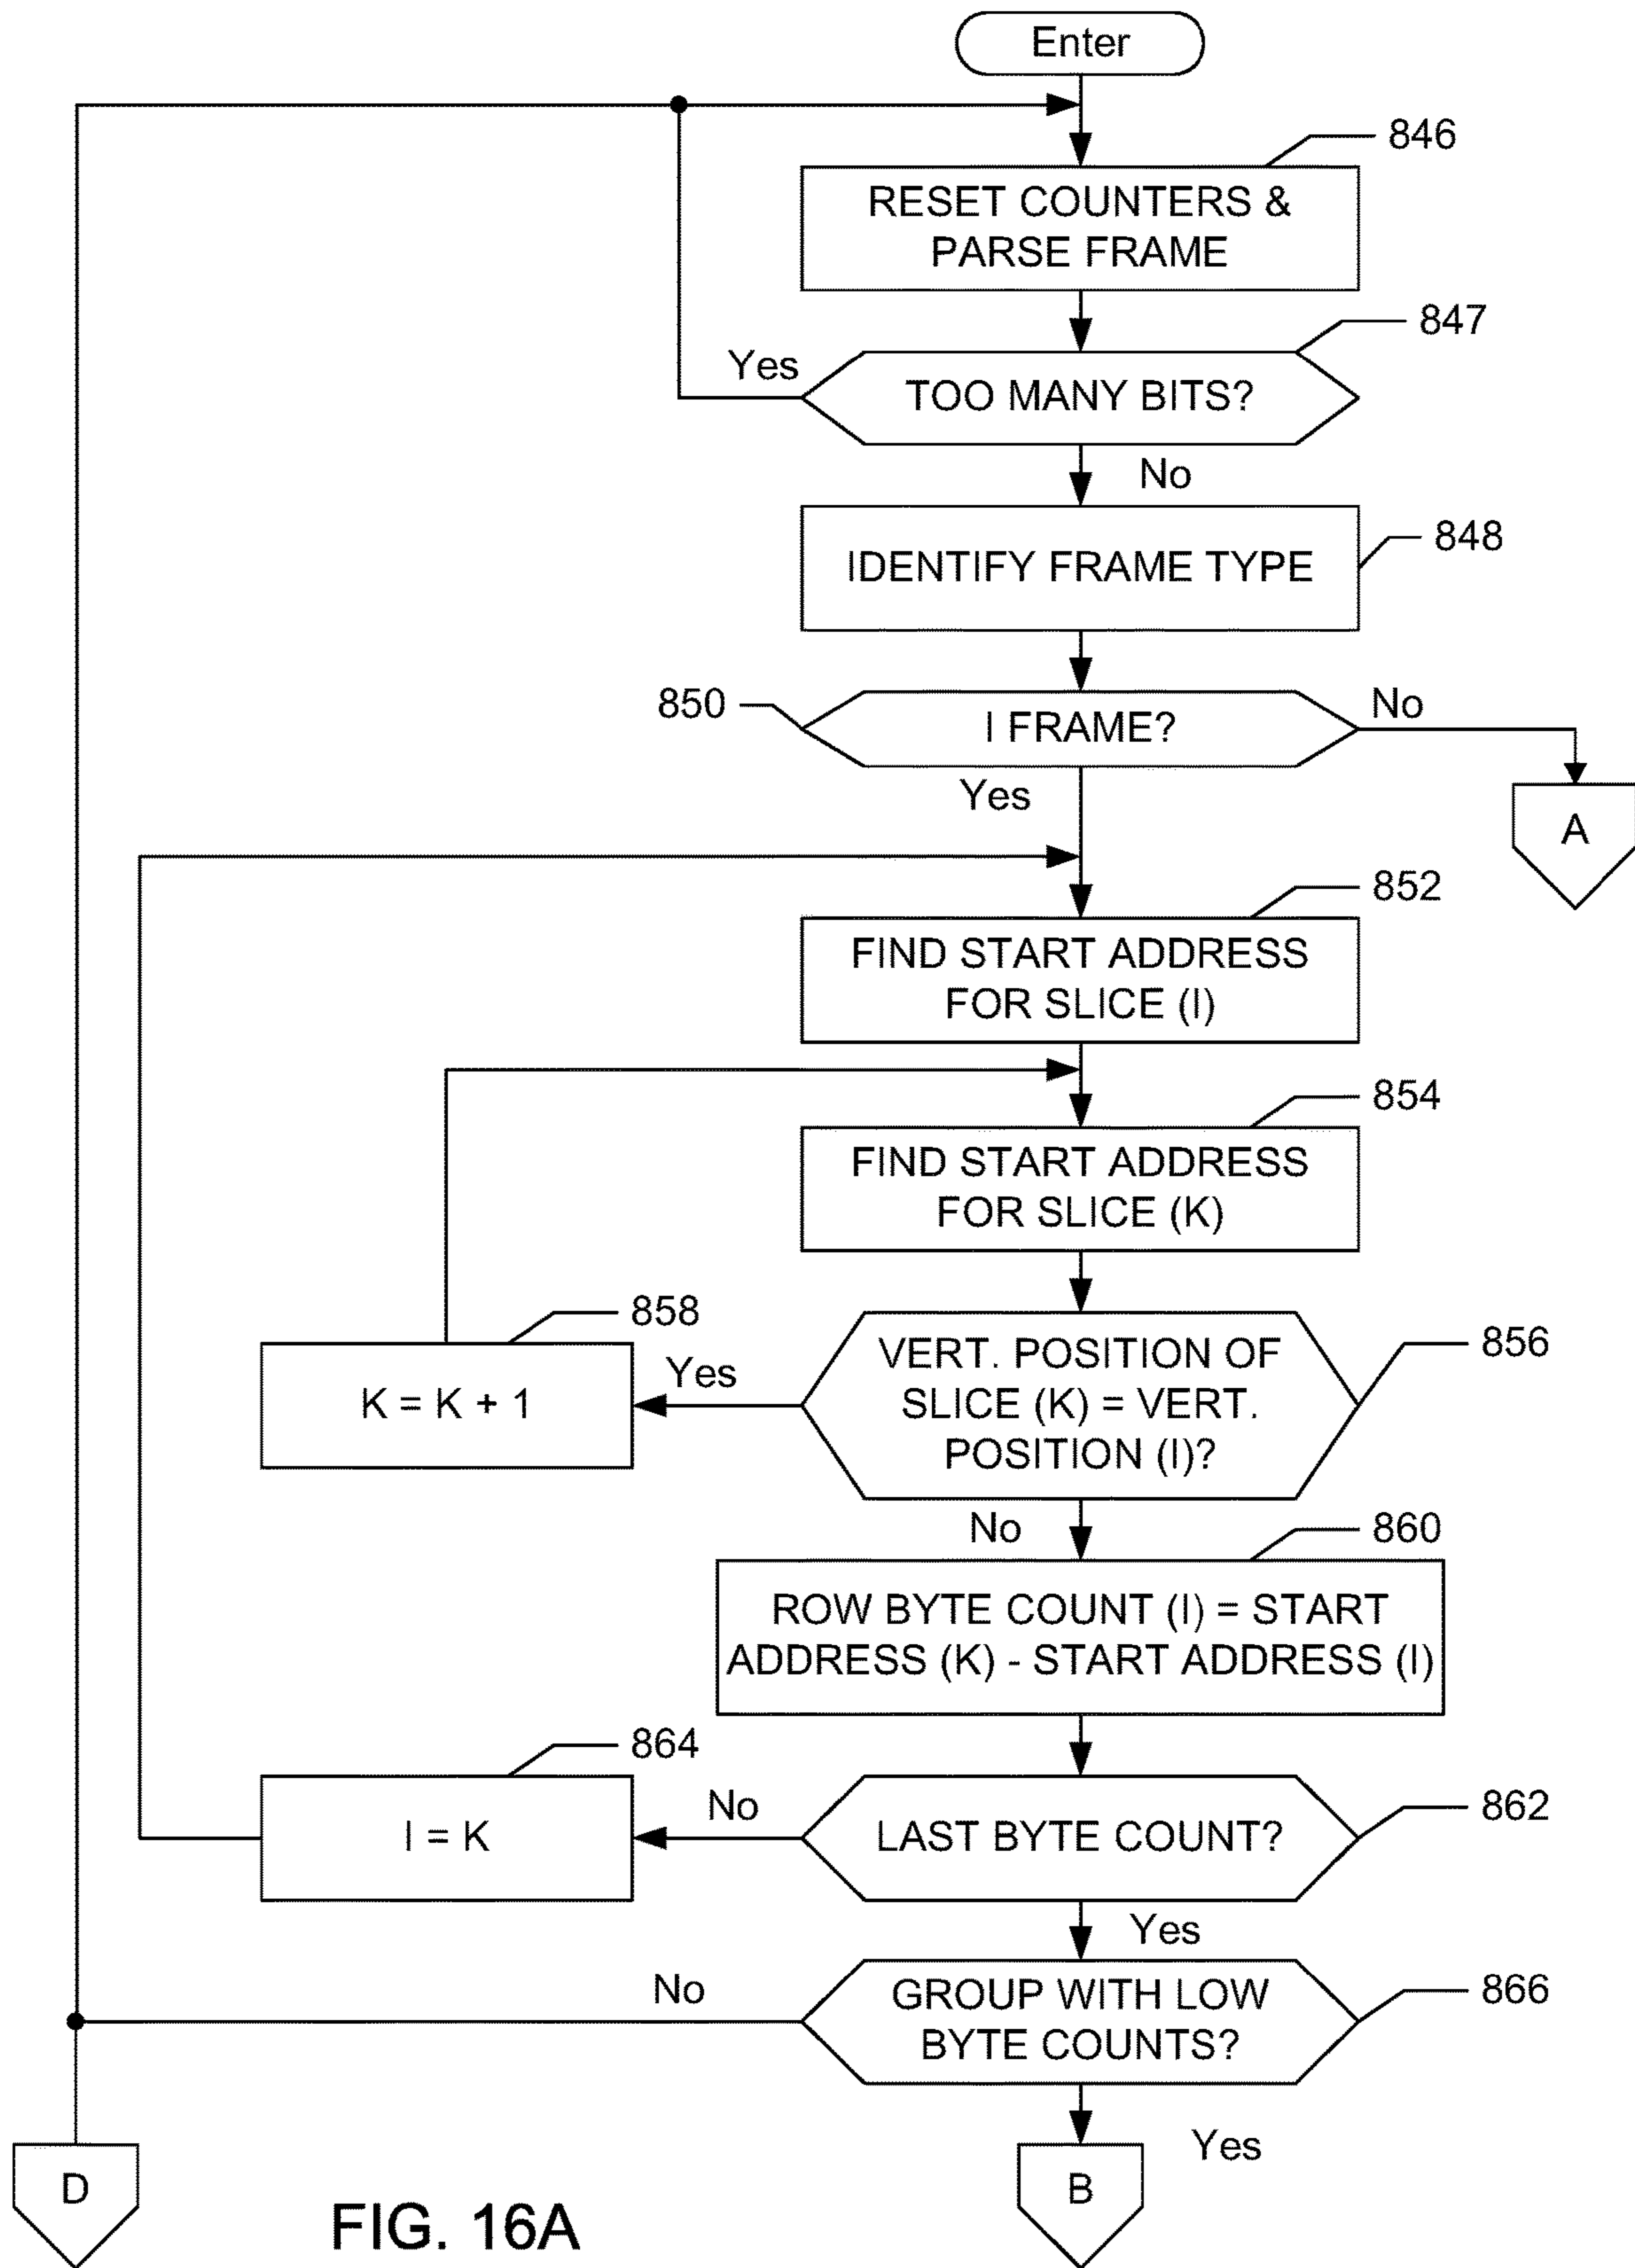 Enter
846
RESET COUNTERS &
PARSE FRAME
847
Yes
TOO MANY BITS?
No
848
IDENTIFY FRAME TYPE
850
I FRAME?
No
Yes
A
852
FIND START ADDRESS
FOR SLICE (I)
854
FIND START ADDRESS
FOR SLICE (K)
858
K = K + 1
Yes
VERT. POSITION OF
SLICE (K) = VERT.
POSITION (I)?
856
No
860
ROW BYTE COUNT (I) = START
ADDRESS (K) - START ADDRESS (I)
864
I = K
No
LAST BYTE COUNT?
862
Yes
No
GROUP WITH LOW
BYTE COUNTS?
866
Yes
D
B
FIG. 16A